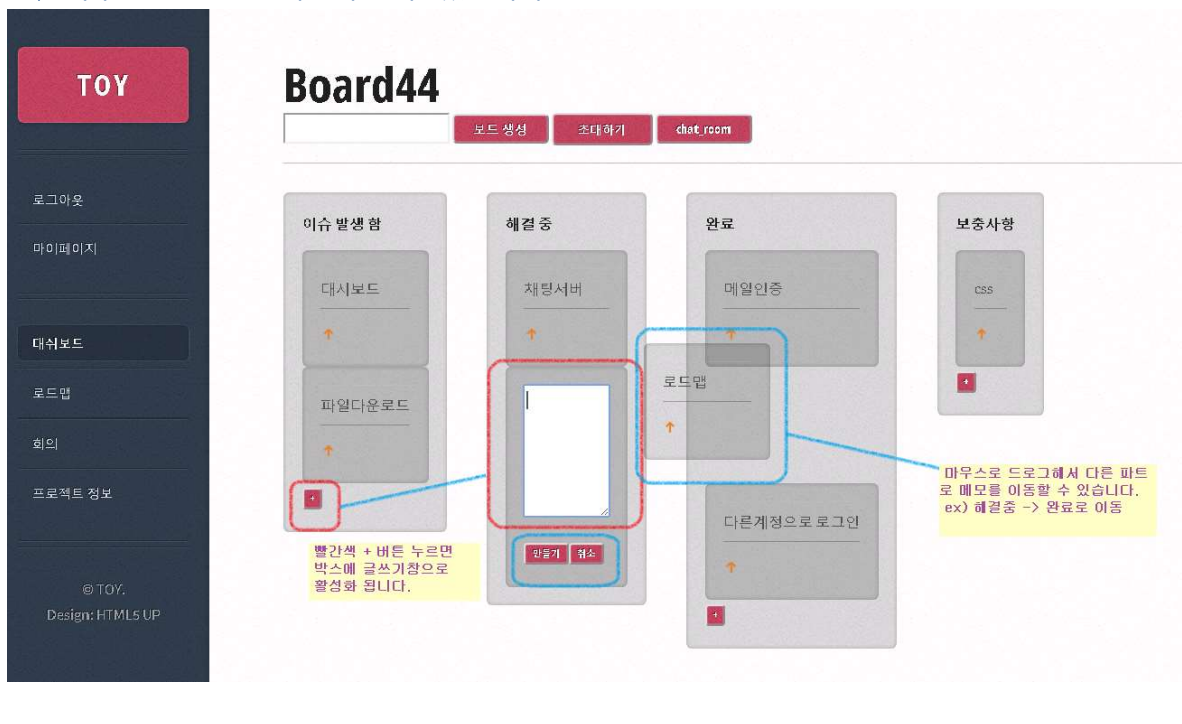 TOY
로그아웃
마이페이지
대쉬보드
로드맵
회의
프로젝트 정보
© TOY.
Design: HTML5 UP
Board44
보드 생성
초대하기
chat_room
이슈 발생 함
대시보드
파일다운로드
+
빨간색 + 버튼 누르면
박스에 글쓰기창으로
활성화 됩니다.
해결 중
채팅서버
만들기
취소
완료
메일인증
로드맵
다른계정으로 로그인
+
보충사항
css
+
마우스로 드로그해서 다른 파트
로 메모를 이동할 수 있습니다.
ex) 해결중 -> 완료로 이동